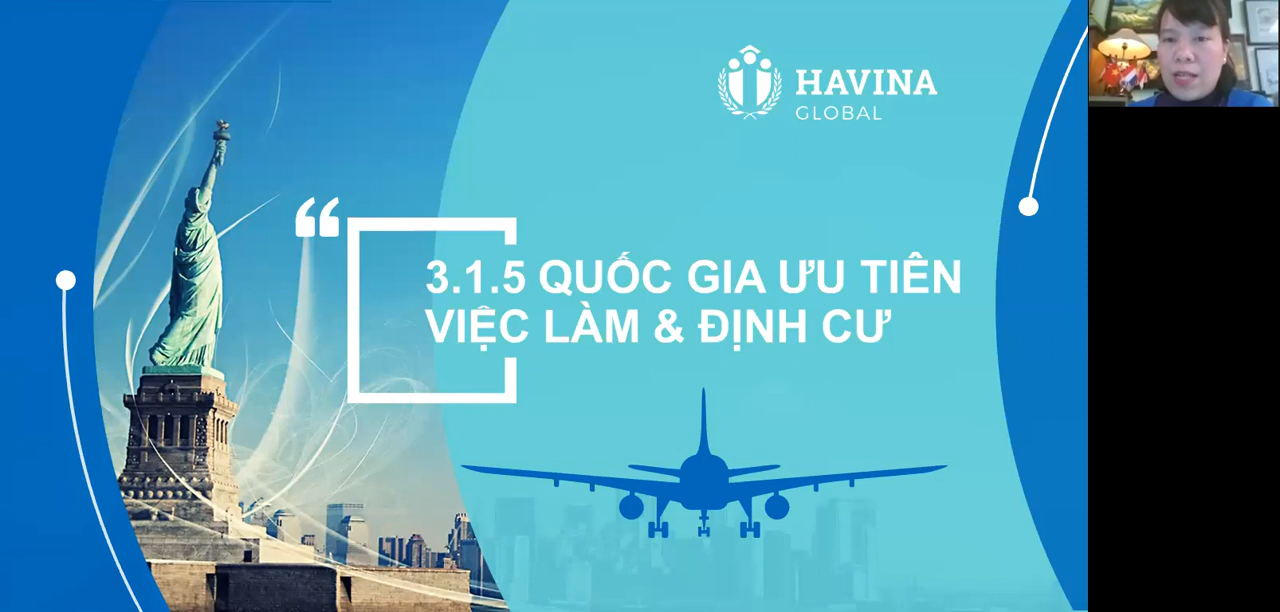 HAVINA
GLOBAL
“
3.1.5 QUỐC GIA ƯU TIÊN
VIỆC LÀM & ĐỊNH CƯ